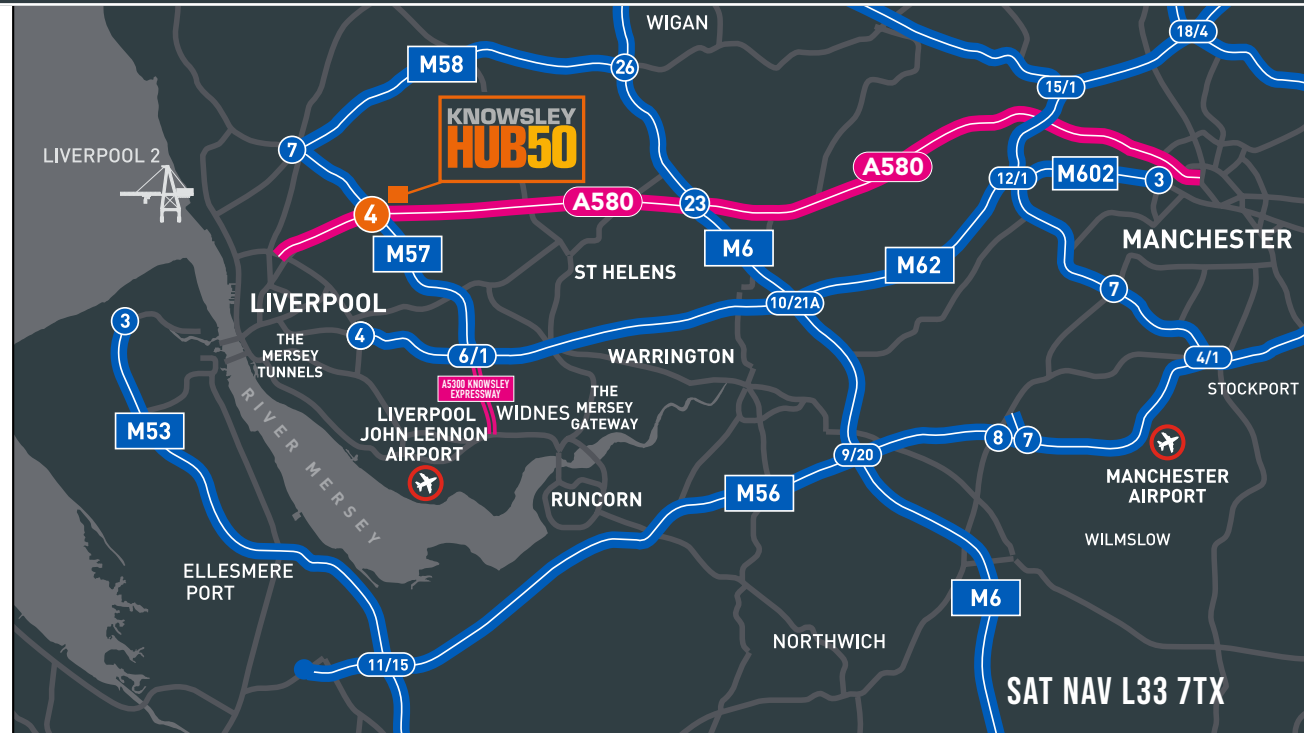 WIGAN
18/4
M58
26
15/1
KNOWSLEY
HUB50
7
LIVERPOOL 2
A580
12/1
M602
3
4
A580
23
MANCHESTER
M57
M6
M62
ST HELENS
7
LIVERPOOL
10/21A
3
4
THE
MERSEY
TUNNELS
6/1
WARRINGTON
4/1
STOCKPORT
A5300 KNOWSLEY
EXPRESSWAY
WIDNES
THE
MERSEY
GATEWAY
LIVERPOOL
JOHN LENNON
AIRPORT
RIVER MERSEY
M53
8
7
9/20
MANCHESTER
AIRPORT
M56
RUNCORN
WILMSLOW
ELLESMERE
PORT
M6
NORTHWICH
11/15
SAT NAV L33 7TX